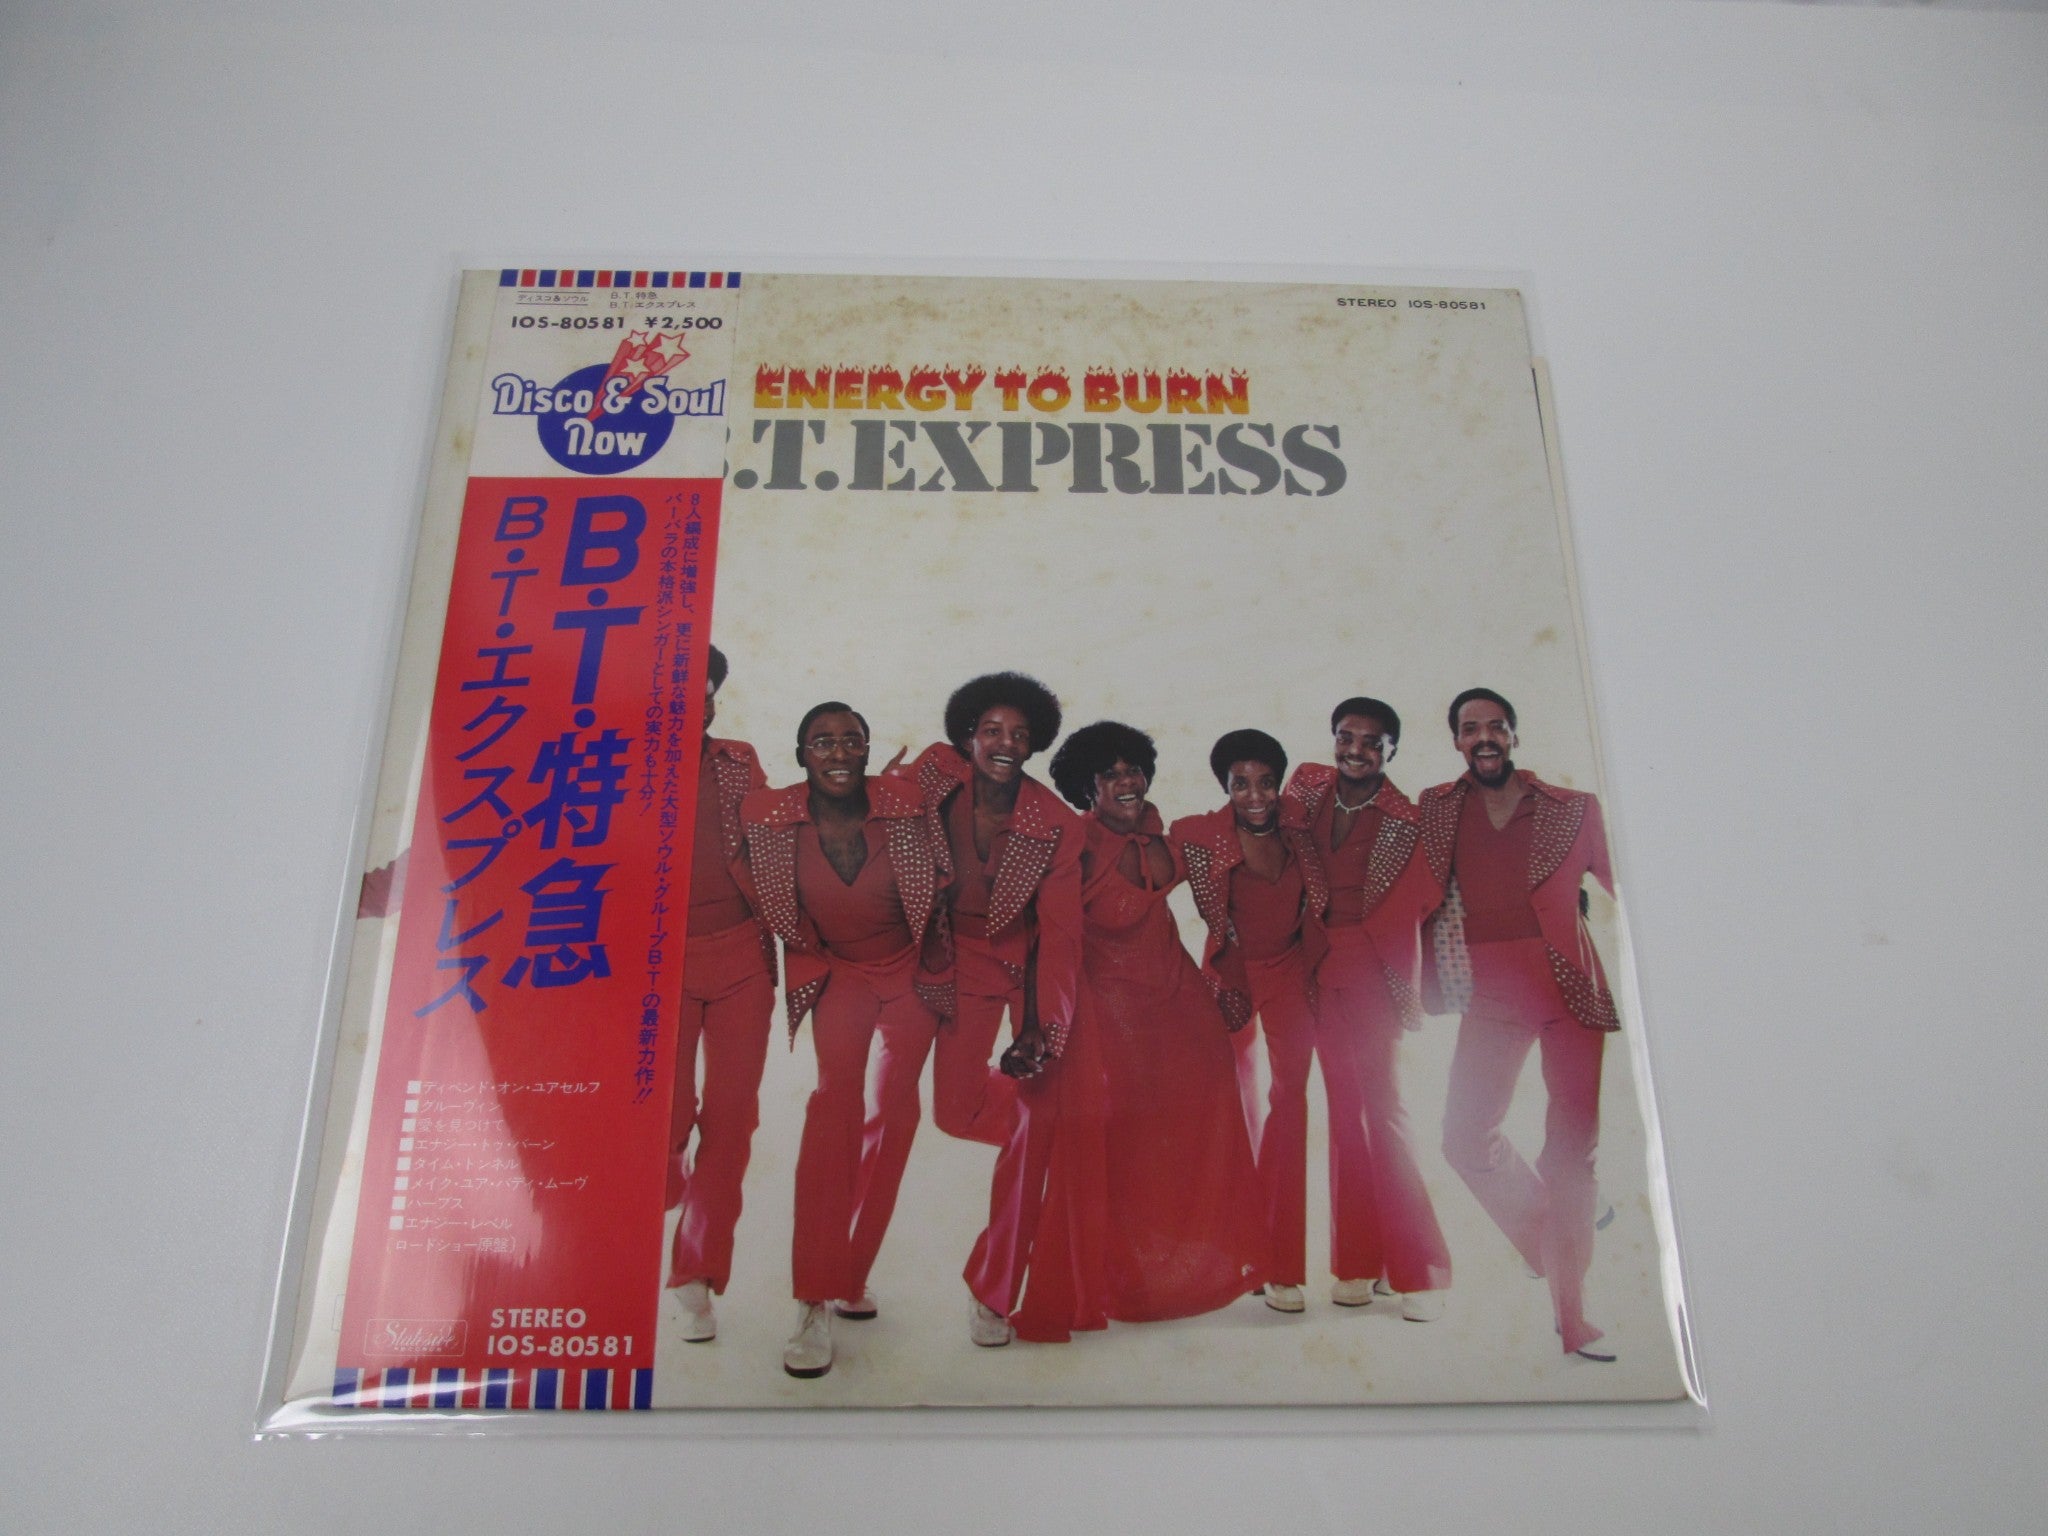 ディスコ&ソウル
B.T.特急
B.T.エクスプレス
IOS-80581 ¥2,500
Disco & Soul
Now
8人編成に増強し、更に新鮮な魅力を加えた大型ソウル・グループB・T・の最新力作!!
バーバラの本格派シンガーとしての実力も十分!
B・T・特急
B・T・エクスプレス
■ディペンド・オン・ユアセルフ
■グルーヴィン
■愛を見つけて
■エナジー・トゥ・バーン
■タイム・トンネル
■メイク・ユア・バディ・ムーヴ
■ハープス
■エナジー・レベル
(ロードショー原盤)
Stateside
RECORDS
STEREO
IOS-80581
STEREO IOS-80581
ENERGY TO BURN
.T. EXPRESS